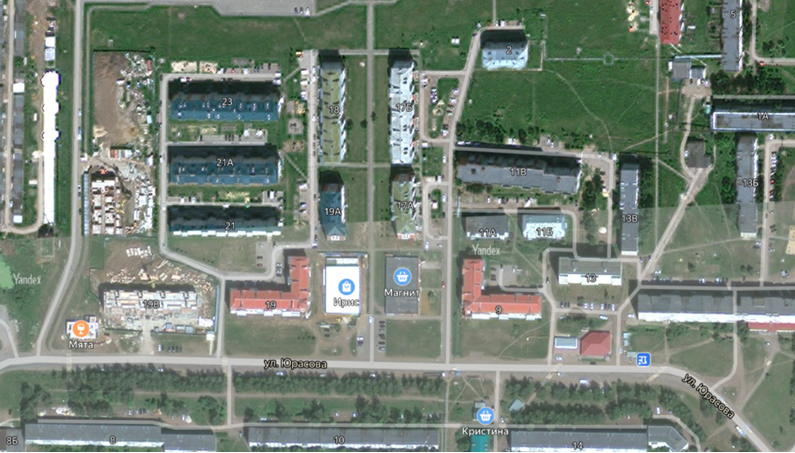 5
2
23
18
17Б
1А
21А
11В
13Б
19А
17А
13В
21
11А
11Б
Yandex
Yandex
13
Ирис
Магнит
19В
19
9
Мята
ул. Юрасова
ул. Юрасова
Кристина
8Б
8
10
14